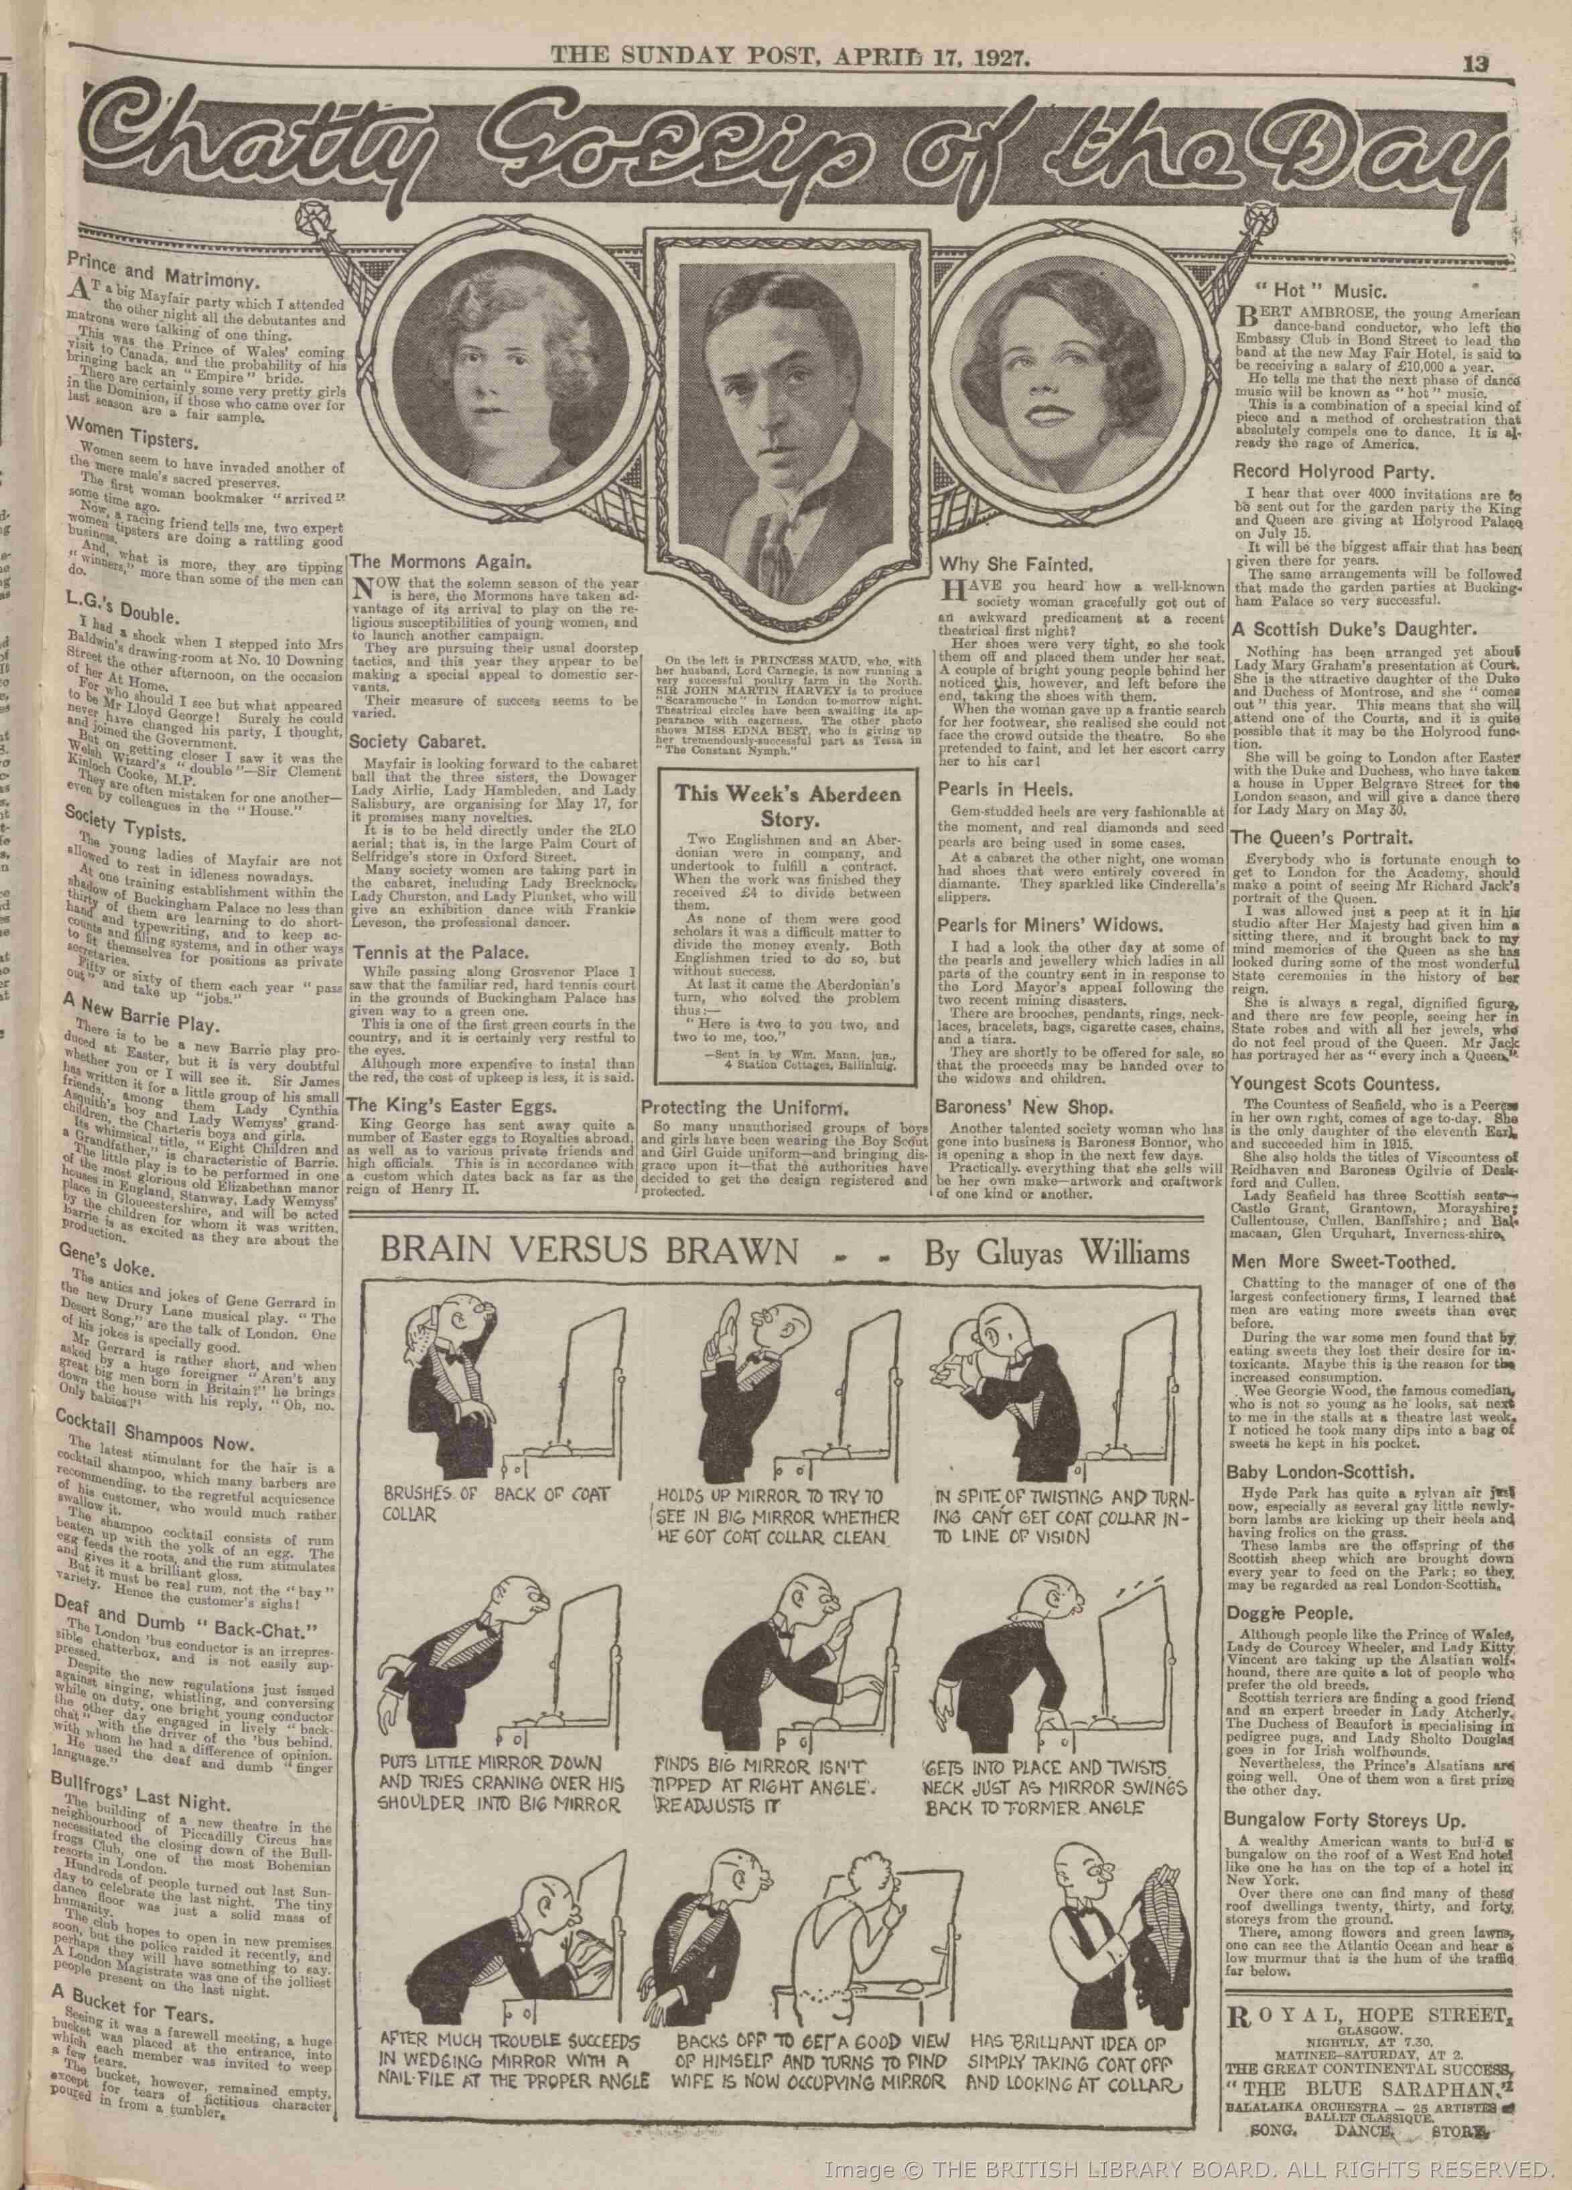 THE SUNDAY POST, APRIL 17, 1927.
13
Chatty Gossip of the Day
Prince and Matrimony.
AT a big Mayfair party which I attended
the other night all the debutantes and
matrons were talking of one thing.
This was the Prince of Wales' coming
visit to Canada, and the probability of his
bringing back an "Empire" bride.
There are certainly some very pretty girls
in the Dominion, if those who came over for
last season are a fair sample.
Women Tipsters.
Women seem to have invaded another of
the mere male's sacred preserves.
The first woman bookmaker "arrived"
some time ago.
Now, a racing friend tells me, two expert
women tipsters are doing a rattling good
business.
And, what is more, they are tipping
"winners," more than some of the men can
do.
L.G.'s Double.
I had a shock when I stepped into Mrs
Baldwin's drawing-room at No. 10 Downing
Street the other afternoon, on the occasion
of her At Home.
For who should I see but what appeared
to be Mr Lloyd George! Surely he could
never have changed his party, I thought,
and joined the Government.
But on getting closer I saw it was the
Welsh Wizard's "double"—Sir Clement
Kinloch Cooke, M.P.
They are often mistaken for one another—
even by colleagues in the "House."
Society Typists.
The young ladies of Mayfair are not
allowed to rest in idleness nowadays.
At one training establishment within the
shadow of Buckingham Palace no less than
thirty of them are learning to do short-
hand and typewriting, and to keep ac-
counts and filing systems, and in other ways
to fit themselves for positions as private
secretaries.
Fifty or sixty of them each year "pass
out" and take up "jobs."
A New Barrie Play.
There is to be a new Barrie play pro-
duced at Easter, but it is very doubtful
whether you or I will see it. Sir James
has written it for a little group of his small
friends, among them Lady Cynthia
Asquith's boy and Lady Wemyss' grand-
children, the Charteris boys and girls.
Its whimsical title, "Eight Children and
a Grandfather," is characteristic of Barrie.
The little play is to be performed in one
of the most glorious old Elizabethan manor
houses in England, Stanway, Lady Wemyss'
place in Gloucestershire, and will be acted
by the children for whom it was written.
Barrie is as excited as they are about the
production.
Gene's Joke.
The antics and jokes of Gene Gerrard in
the new Drury Lane musical play. "The
Desert Song," are the talk of London. One
of his jokes is specially good.
Mr Gerrard is rather short, and when
asked by a huge foreigner "Aren't any
great big men born in Britain?" he brings
down the house with his reply, "Oh, no.
Only babies!"
Cocktail Shampoos Now.
The latest stimulant for the hair is a
cocktail shampoo, which many barbers are
recommending, to the regretful acquiescence
of his customer, who would much rather
swallow it.
The shampoo cocktail consists of rum
beaten up with the yolk of an egg. The
egg feeds the roots, and the rum stimulates
and gives it a brilliant gloss.
But it must be real rum, not the "bay"
variety. Hence the customer's sighs!
Deaf and Dumb "Back-Chat."
The London 'bus conductor is an irrepres-
sible chatterbox, and is not easily sup-
pressed.
Despite the new regulations just issued
against singing, whistling, and conversing
while on duty, one bright young conductor
the other day engaged in lively "back-
chat" with the driver of the 'bus behind,
with whom he had a difference of opinion.
He used the deaf and dumb "finger
language."
Bullfrogs' Last Night.
The building of a new theatre in the
neighbourhood of Piccadilly Circus has
necessitated the closing down of the Bull-
frogs Club, one of the most Bohemian
resorts in London.
Hundreds of people turned out last Sun-
day to celebrate the last night. The tiny
dance floor was just a solid mass of
humanity.
The club hopes to open in new premises
soon, but the police raided it recently, and
perhaps they will have something to say.
A London Magistrate was one of the jolliest
people present on the last night.
A Bucket for Tears.
Seeing it was a farewell meeting, a huge
bucket was placed at the entrance, into
which each member was invited to weep
a few tears.
The bucket, however, remained empty,
except for tears of fictitious character
poured in from a tumbler.
The Mormons Again.
NOW that the solemn season of the year
is here, the Mormons have taken ad-
vantage of its arrival to play on the re-
ligious susceptibilities of young women, and
to launch another campaign.
They are pursuing their usual doorstep
tactics, and this year they appear to be
making a special appeal to domestic ser-
vants.
Their measure of success seems to be
varied.
Society Cabaret.
Mayfair is looking forward to the cabaret
ball that the three sisters, the Dowager
Lady Airlie, Lady Hambleden, and Lady
Salisbury, are organising for May 17, for
it promises many novelties.
It is to be held directly under the 2LO
aerial; that is, in the large Palm Court of
Selfridge's store in Oxford Street.
Many society women are taking part in
the cabaret, including Lady Brecknock,
Lady Churston, and Lady Plunket, who will
give an exhibition dance with Frankie
Leveson, the professional dancer.
Tennis at the Palace.
While passing along Grosvenor Place I
saw that the familiar red, hard tennis court
in the grounds of Buckingham Palace has
given way to a green one.
This is one of the first green courts in the
country, and it is certainly very restful to
the eyes.
Although more expensive to instal than
the red, the cost of upkeep is less, it is said.
The King's Easter Eggs.
King George has sent away quite a
number of Easter eggs to Royalties abroad,
as well as to various private friends and
high officials. This is in accordance with
a custom which dates back as far as the
reign of Henry II.
On the left is PRINCESS MAUD, who, with
her husband, Lord Carnegie, is now running a
very successful poultry farm in the North.
SIR JOHN MARTIN HARVEY is to produce
"Scaramouche" in London to-morrow night.
Theatrical circles have been awaiting its ap-
pearance with eagerness. The other photo
shows MISS EDNA BEST, who is giving up
her tremendously-successful part as Tessa in
"The Constant Nymph."
This Week's Aberdeen
Story.
Two Englishmen and an Aber-
donian were in company, and
undertook to fulfill a contract.
When the work was finished they
received £4 to divide between
them.
As none of them were good
scholars it was a difficult matter to
divide the money evenly. Both
Englishmen tried to do so, but
without success.
At last it came the Aberdonian's
turn, who solved the problem
thus:—
"Here is two to you two, and
two to me, too."
—Sent in by Wm. Mann, jun.,
4 Station Cottages, Ballinluig.
Protecting the Uniform.
So many unauthorised groups of boys
and girls have been wearing the Boy Scout
and Girl Guide uniform—and bringing dis-
grace upon it—that the authorities have
decided to get the design registered and
protected.
Why She Fainted.
HAVE you heard how a well-known
society woman gracefully got out of
an awkward predicament at a recent
theatrical first night?
Her shoes were very tight, so she took
them off and placed them under her seat.
A couple of bright young people behind her
noticed this, however, and left before the
end, taking the shoes with them.
When the woman gave up a frantic search
for her footwear, she realised she could not
face the crowd outside the theatre. So she
pretended to faint, and let her escort carry
her to his car!
Pearls in Heels.
Gem-studded heels are very fashionable at
the moment, and real diamonds and seed
pearls are being used in some cases.
At a cabaret the other night, one woman
had shoes that were entirely covered in
diamante. They sparkled like Cinderella's
slippers.
Pearls for Miners' Widows.
I had a look the other day at some of
the pearls and jewellery which ladies in all
parts of the country sent in in response to
the Lord Mayor's appeal following the
two recent mining disasters.
There are brooches, pendants, rings, neck-
laces, bracelets, bags, cigarette cases, chains,
and a tiara.
They are shortly to be offered for sale, so
that the proceeds may be handed over to
the widows and children.
Baroness' New Shop.
Another talented society woman who has
gone into business is Baroness Bonnor, who
is opening a shop in the next few days.
Practically everything that she sells will
be her own make—artwork and craftwork
of one kind or another.
"Hot" Music.
BERT AMBROSE, the young American
dance-band conductor, who left the
Embassy Club in Bond Street to lead the
band at the new May Fair Hotel, is said to
be receiving a salary of £10,000 a year.
He tells me that the next phase of dance
music will be known as "hot" music.
This is a combination of a special kind of
piece and a method of orchestration that
absolutely compels one to dance. It is al-
ready the rage of America.
Record Holyrood Party.
I hear that over 4000 invitations are to
be sent out for the garden party the King
and Queen are giving at Holyrood Palace
on July 15.
It will be the biggest affair that has been
given there for years.
The same arrangements will be followed
that made the garden parties at Bucking-
ham Palace so very successful.
A Scottish Duke's Daughter.
Nothing has been arranged yet about
Lady Mary Graham's presentation at Court.
She is the attractive daughter of the Duke
and Duchess of Montrose, and she "comes
out" this year. This means that she will
attend one of the Courts, and it is quite
possible that it may be the Holyrood func-
tion.
She will be going to London after Easter
with the Duke and Duchess, who have taken
a house in Upper Belgrave Street for the
London season, and will give a dance there
for Lady Mary on May 30.
The Queen's Portrait.
Everybody who is fortunate enough to
get to London for the Academy, should
make a point of seeing Mr Richard Jack's
portrait of the Queen.
I was allowed just a peep at it in his
studio after Her Majesty had given him a
sitting there, and it brought back to my
mind memories of the Queen as she has
looked during some of the most wonderful
State ceremonies in the history of her
reign.
She is always a regal, dignified figure,
and there are few people, seeing her in
State robes and with all her jewels, who
do not feel proud of the Queen. Mr Jack
has portrayed her as "every inch a Queen."
Youngest Scots Countess.
The Countess of Seafield, who is a Peeress
in her own right, comes of age to-day. She
is the only daughter of the eleventh Earl,
and succeeded him in 1915.
She also holds the titles of Viscountess of
Reidhaven and Baroness Ogilvie of Desk-
ford and Cullen.
Lady Seafield has three Scottish seats—
Castle Grant, Grantown, Morayshire;
Cullentouse, Cullen, Banffshire; and Bal-
macaan, Glen Urquhart, Inverness-shire.
Men More Sweet-Toothed.
Chatting to the manager of one of the
largest confectionery firms, I learned that
men are eating more sweets than ever
before.
During the war some men found that by
eating sweets they lost their desire for in-
toxicants. Maybe this is the reason for the
increased consumption.
Wee Georgie Wood, the famous comedian,
who is not so young as he looks, sat next
to me in the stalls at a theatre last week.
I noticed he took many dips into a bag of
sweets he kept in his pocket.
Baby London-Scottish.
Hyde Park has quite a sylvan air just
now, especially as several gay little newly-
born lambs are kicking up their heels and
having frolics on the grass.
These lambs are the offspring of the
Scottish sheep which are brought down
every year to feed on the Park; so they
may be regarded as real London-Scottish.
Doggie People.
Although people like the Prince of Wales,
Lady de Courcey Wheeler, and Lady Kitty
Vincent are taking up the Alsatian wolf-
hound, there are quite a lot of people who
prefer the old breeds.
Scottish terriers are finding a good friend
and an expert breeder in Lady Atcherly.
The Duchess of Beaufort is specialising in
pedigree pugs, and Lady Sholto Douglas
goes in for Irish wolfhounds.
Nevertheless, the Prince's Alsatians are
going well. One of them won a first prize
the other day.
Bungalow Forty Storeys Up.
A wealthy American wants to build a
bungalow on the roof of a West End hotel
like one he has on the top of a hotel in
New York.
Over there one can find many of these
roof dwellings twenty, thirty, and forty
storeys from the ground.
There, among flowers and green lawns,
one can see the Atlantic Ocean and hear a
low murmur that is the hum of the traffic
far below.
ROYAL, HOPE STREET,
GLASGOW.
NIGHTLY, AT 7.30.
MATINEE—SATURDAY, AT 2.
THE GREAT CONTINENTAL SUCCESS,
"THE BLUE SARAPHAN."
BALALAIKA ORCHESTRA — 25 ARTISTES
BALLET CLASSIQUE.
SONG. DANCE. STORY.
BRAIN VERSUS BRAWN - - By Gluyas Williams
BRUSHES OF BACK OF COAT
COLLAR
HOLDS UP MIRROR TO TRY TO
SEE IN BIG MIRROR WHETHER
HE GOT COAT COLLAR CLEAN
IN SPITE OF TWISTING AND TURN-
ING CAN'T GET COAT COLLAR IN-
TO LINE OF VISION
PUTS LITTLE MIRROR DOWN
AND TRIES CRANING OVER HIS
SHOULDER INTO BIG MIRROR
FINDS BIG MIRROR ISN'T
TIPPED AT RIGHT ANGLE.
READJUSTS IT
GETS INTO PLACE AND TWISTS
NECK JUST AS MIRROR SWINGS
BACK TO FORMER ANGLE
AFTER MUCH TROUBLE SUCCEEDS
IN WEDGING MIRROR WITH A
NAIL-FILE AT THE PROPER ANGLE
BACKS OFF TO GET A GOOD VIEW
OF HIMSELF AND TURNS TO FIND
WIFE IS NOW OCCUPYING MIRROR
HAS BRILLIANT IDEA OF
SIMPLY TAKING COAT OFF
AND LOOKING AT COLLAR
Image © THE BRITISH LIBRARY BOARD. ALL RIGHTS RESERVED.